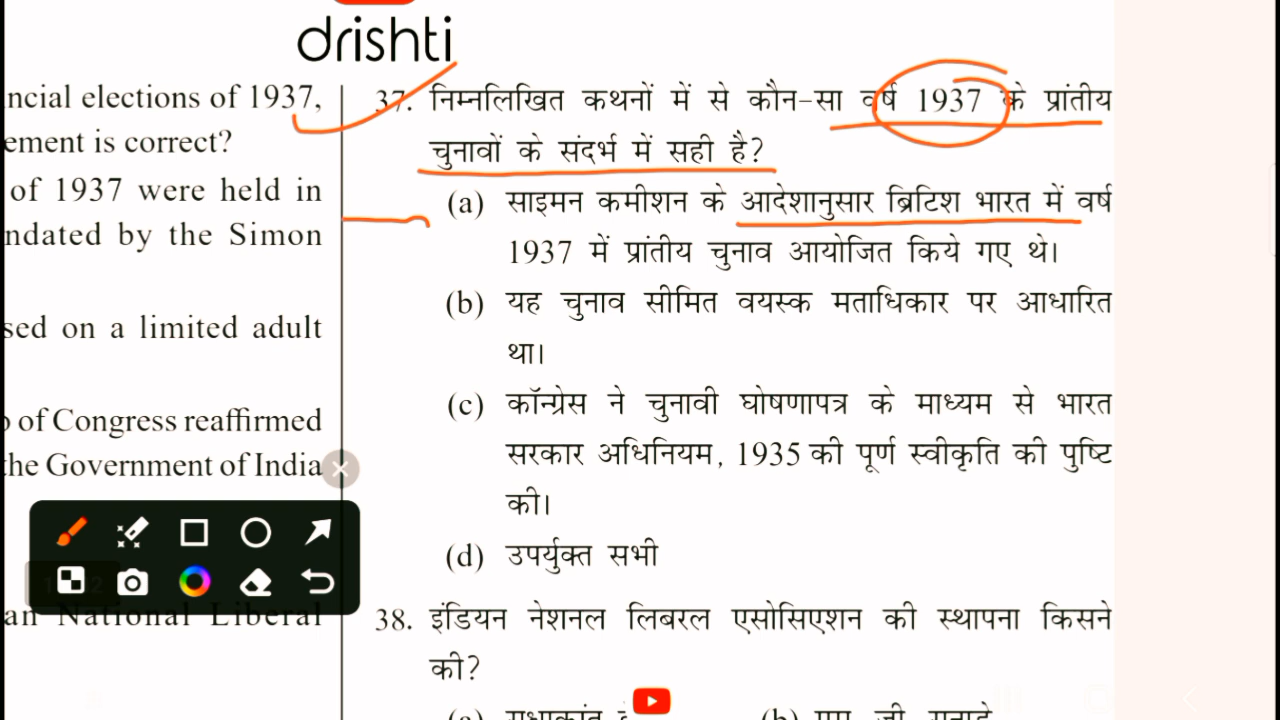 drishti
ncial elections of 1937,
ement is correct?
of 1937 were held in
ndated by the Simon
sed on a limited adult
of Congress reaffirmed
the Government of India
an National Liberal
37. निम्नलिखित कथनों में से कौन-सा वर्ष 1937 के प्रांतीय
चुनावों के संदर्भ में सही है?
(a) साइमन कमीशन के आदेशानुसार ब्रिटिश भारत में वर्ष
1937 में प्रांतीय चुनाव आयोजित किये गए थे।
(b) यह चुनाव सीमित वयस्क मताधिकार पर आधारित
था।
(c) कॉन्ग्रेस ने चुनावी घोषणापत्र के माध्यम से भारत
सरकार अधिनियम, 1935 की पूर्ण स्वीकृति की पुष्टि
की।
(d) उपर्युक्त सभी
38. इंडियन नेशनल लिबरल एसोसिएशन की स्थापना किसने
की?